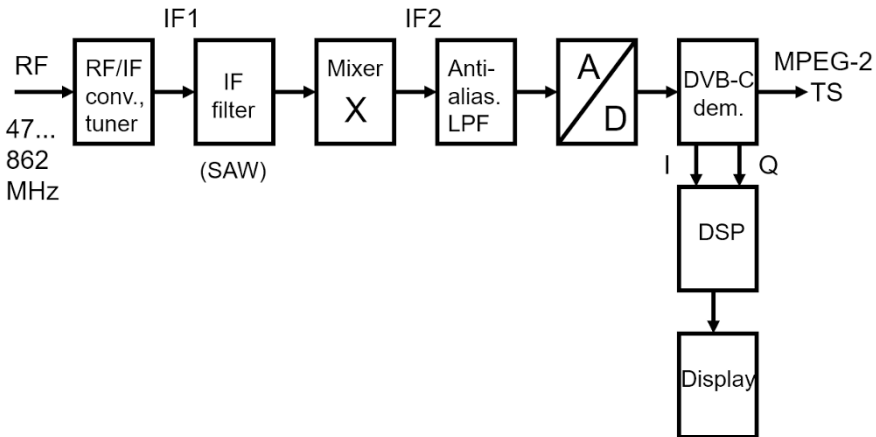 IF1
IF2
RF
47...
862
MHz
RF/IF
conv.,
tuner
IF
filter
(SAW)
Mixer
X
Anti-
alias.
LPF
A
D
DVB-C
dem.
MPEG-2
TS
I
Q
DSP
Display